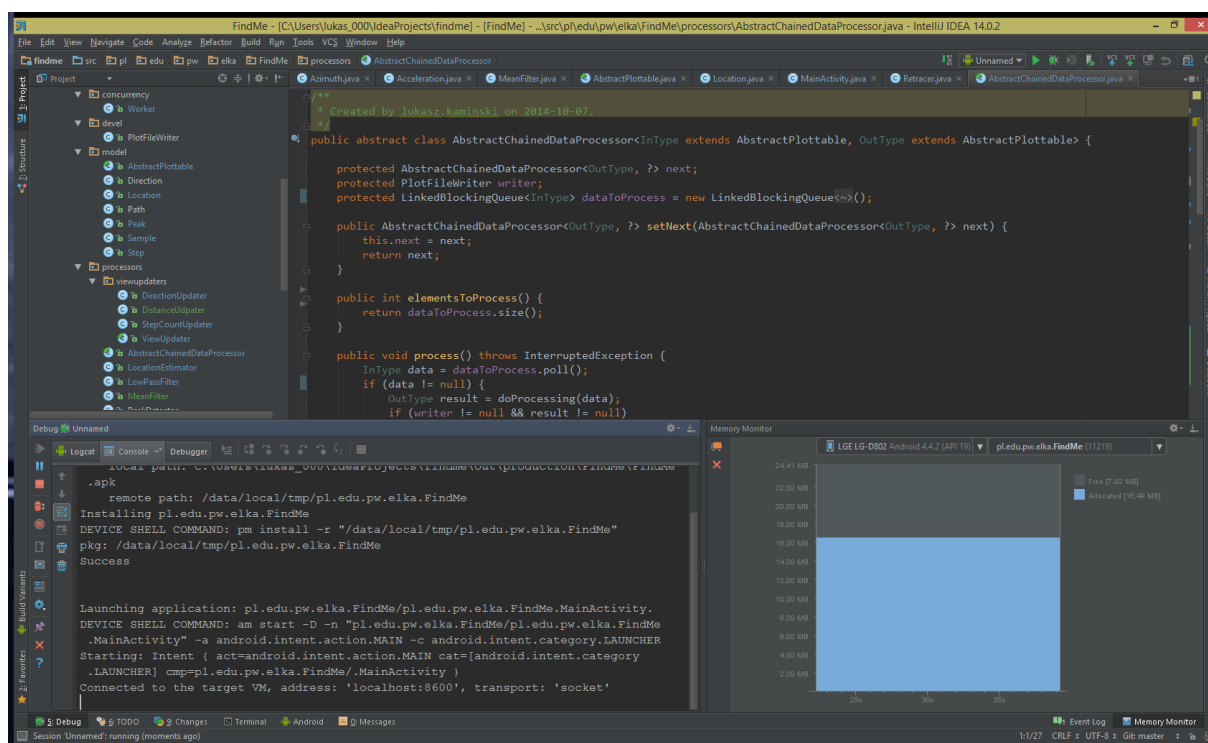 FindMe - [C:\Users\lukas_000\IdeaProjects\findme] - [FindMe] - ...\src\pl\edu\pw\elka\FindMe\processors\AbstractChainedDataProcessor.java - IntelliJ IDEA 14.0.2
File Edit View Navigate Code Analyze Refactor Build Run Tools VCS Window Help
findme src pl edu pw elka FindMe processors AbstractChainedDataProcessor Unnamed
1: Project
Project
Azimuth.java Acceleration.java MeanFilter.java AbstractPlottable.java Location.java MainActivity.java Retracer.java AbstractChainedDataProcessor.java
concurrency
Worker
devel
PlotFileWriter
model
AbstractPlottable
Direction
Location
Path
Peak
Sample
Step
processors
viewupdaters
DirectionUpdater
DistanceUdpater
StepCountUpdater
ViewUpdater
AbstractChainedDataProcessor
LocationEstimator
LowPassFilter
MeanFilter
PeakDetector
Z: Structure
/**
* Created by lukasz.kaminski on 2014-10-07.
*/
public abstract class AbstractChainedDataProcessor<InType extends AbstractPlottable, OutType extends AbstractPlottable> {
protected AbstractChainedDataProcessor<OutType, ?> next;
protected PlotFileWriter writer;
protected LinkedBlockingQueue<InType> dataToProcess = new LinkedBlockingQueue<~>();
public AbstractChainedDataProcessor<OutType, ?> setNext(AbstractChainedDataProcessor<OutType, ?> next) {
this.next = next;
return next;
}
public int elementsToProcess() {
return dataToProcess.size();
}
public void process() throws InterruptedException {
InType data = dataToProcess.poll();
if (data != null) {
OutType result = doProcessing(data);
if (writer != null && result != null)
Debug Unnamed
Logcat Console Debugger
local path: C:\Users\lukas_000\IdeaProjects\findme\out\production\FindMe\FindMe
.apk
remote path: /data/local/tmp/pl.edu.pw.elka.FindMe
Installing pl.edu.pw.elka.FindMe
DEVICE SHELL COMMAND: pm install -r "/data/local/tmp/pl.edu.pw.elka.FindMe"
pkg: /data/local/tmp/pl.edu.pw.elka.FindMe
Success
Launching application: pl.edu.pw.elka.FindMe/pl.edu.pw.elka.FindMe.MainActivity.
DEVICE SHELL COMMAND: am start -D -n "pl.edu.pw.elka.FindMe/pl.edu.pw.elka.FindMe
.MainActivity" -a android.intent.action.MAIN -c android.intent.category.LAUNCHER
Starting: Intent { act=android.intent.action.MAIN cat=[android.intent.category
.LAUNCHER] cmp=pl.edu.pw.elka.FindMe/.MainActivity }
Connected to the target VM, address: 'localhost:8600', transport: 'socket'
Build Variants
2: Favorites
Memory Monitor
LGE LG-D802 Android 4.4.2 (API 19) pl.edu.pw.elka.FindMe (11219)
24,41 MB
22,00 MB
20,00 MB
18,00 MB
16,00 MB
14,00 MB
12,00 MB
10,00 MB
8,00 MB
6,00 MB
4,00 MB
2,00 MB
25s 30s 35s
Free [7,92 MB]
Allocated [16,49 MB]
5: Debug 6: TODO 9: Changes Terminal Android 0: Messages Event Log Memory Monitor
Session 'Unnamed': running (moments ago) 1:1/27 CRLF UTF-8 Git: master